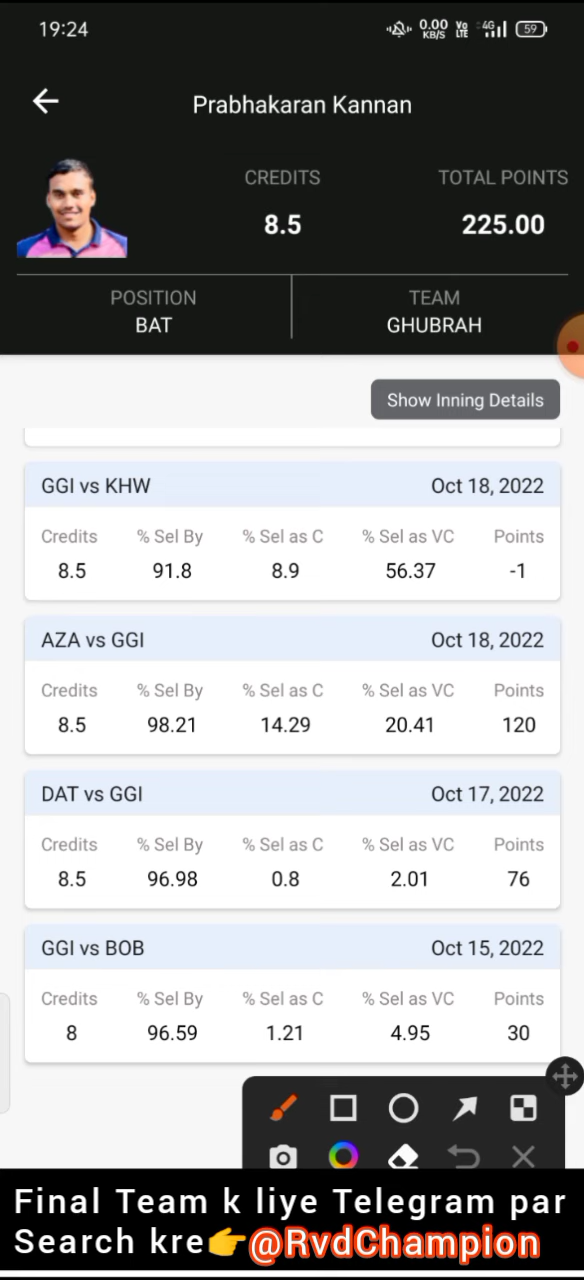 19:24
0.00 KB/S Vo LTE 4G 59
Prabhakaran Kannan
CREDITS TOTAL POINTS
8.5 225.00
POSITION TEAM
BAT GHUBRAH
Show Inning Details
GGI vs KHW Oct 18, 2022
Credits % Sel By % Sel as C % Sel as VC Points
8.5 91.8 8.9 56.37 -1
AZA vs GGI Oct 18, 2022
Credits % Sel By % Sel as C % Sel as VC Points
8.5 98.21 14.29 20.41 120
DAT vs GGI Oct 17, 2022
Credits % Sel By % Sel as C % Sel as VC Points
8.5 96.98 0.8 2.01 76
GGI vs BOB Oct 15, 2022
Credits % Sel By % Sel as C % Sel as VC Points
8 96.59 1.21 4.95 30
Final Team k liye Telegram par
Search kre👉@RvdChampion